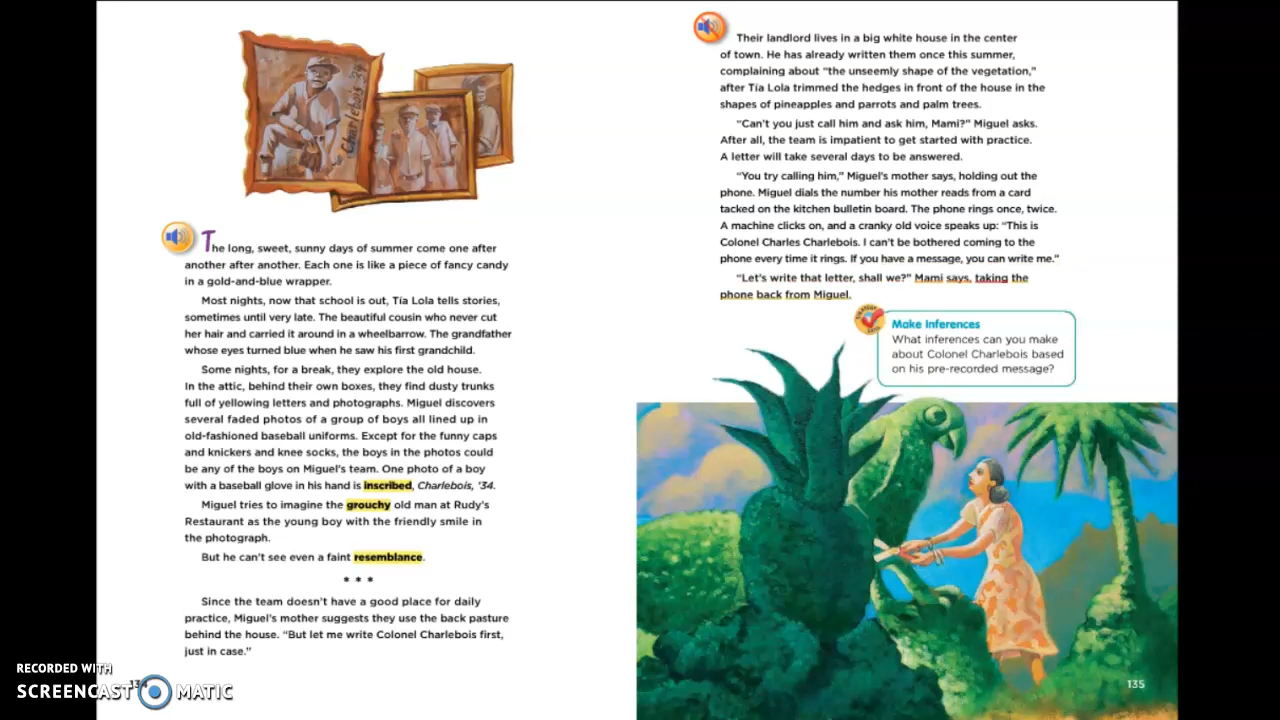 Charlebois '34
The long, sweet, sunny days of summer come one after
another after another. Each one is like a piece of fancy candy
in a gold-and-blue wrapper.
Most nights, now that school is out, Tía Lola tells stories,
sometimes until very late. The beautiful cousin who never cut
her hair and carried it around in a wheelbarrow. The grandfather
whose eyes turned blue when he saw his first grandchild.
Some nights, for a break, they explore the old house.
In the attic, behind their own boxes, they find dusty trunks
full of yellowing letters and photographs. Miguel discovers
several faded photos of a group of boys all lined up in
old-fashioned baseball uniforms. Except for the funny caps
and knickers and knee socks, the boys in the photos could
be any of the boys on Miguel's team. One photo of a boy
with a baseball glove in his hand is inscribed, Charlebois, '34.
Miguel tries to imagine the grouchy old man at Rudy's
Restaurant as the young boy with the friendly smile in
the photograph.
But he can't see even a faint resemblance.
* * *
Since the team doesn't have a good place for daily
practice, Miguel's mother suggests they use the back pasture
behind the house. “But let me write Colonel Charlebois first,
just in case.”
Their landlord lives in a big white house in the center
of town. He has already written them once this summer,
complaining about “the unseemly shape of the vegetation,”
after Tía Lola trimmed the hedges in front of the house in the
shapes of pineapples and parrots and palm trees.
“Can't you just call him and ask him, Mami?” Miguel asks.
After all, the team is impatient to get started with practice.
A letter will take several days to be answered.
“You try calling him,” Miguel's mother says, holding out the
phone. Miguel dials the number his mother reads from a card
tacked on the kitchen bulletin board. The phone rings once, twice.
A machine clicks on, and a cranky old voice speaks up: “This is
Colonel Charles Charlebois. I can't be bothered coming to the
phone every time it rings. If you have a message, you can write me.”
“Let's write that letter, shall we?” Mami says, taking the
phone back from Miguel.
Make Inferences
What inferences can you make
about Colonel Charlebois based
on his pre-recorded message?
135
RECORDED WITH
SCREENCAST MATIC